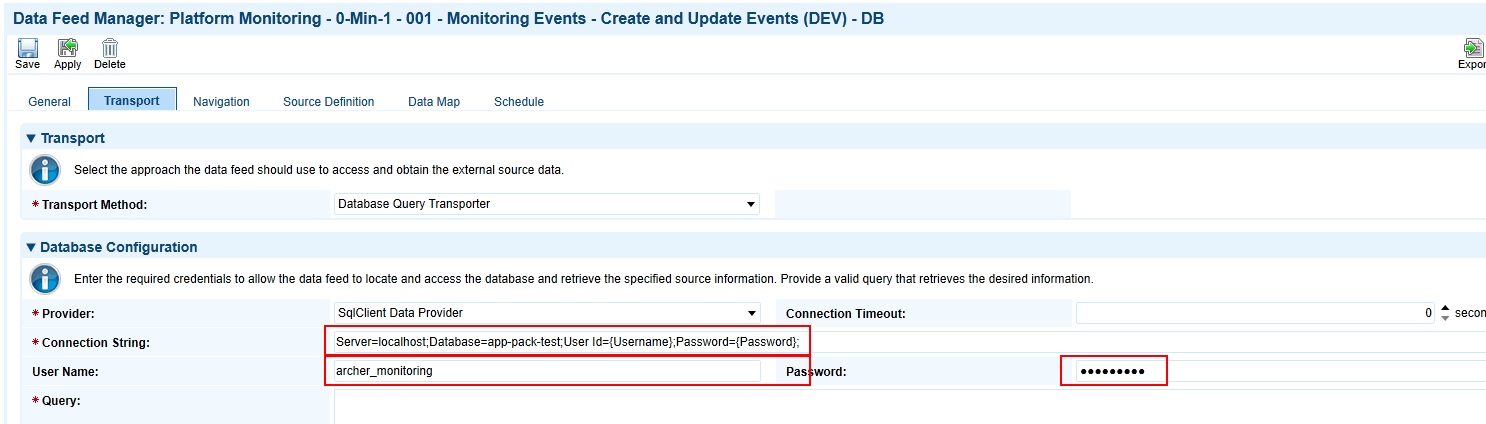 Data Feed Manager: Platform Monitoring - 0-Min-1 - 001 - Monitoring Events - Create and Update Events (DEV) - DB
Save Apply Delete Expor
General Transport Navigation Source Definition Data Map Schedule
Transport
Select the approach the data feed should use to access and obtain the external source data.
* Transport Method: Database Query Transporter
Database Configuration
Enter the required credentials to allow the data feed to locate and access the database and retrieve the specified source information. Provide a valid query that retrieves the desired information.
* Provider: SqlClient Data Provider Connection Timeout: 0 secon
* Connection String: Server=localhost;Database=app-pack-test;User Id={Username};Password={Password};
User Name: archer_monitoring Password: ●●●●●●●●●
* Query: